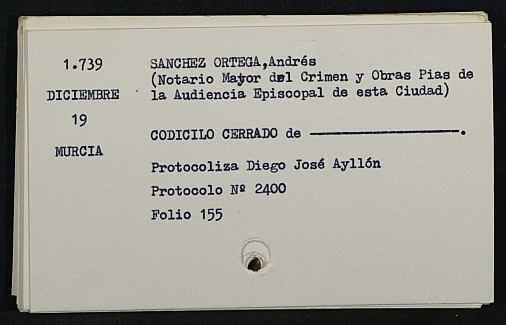 1.739
DICIEMBRE
19
MURCIA
SANCHEZ ORTEGA,Andrés
(Notario Mayor del Crimen y Obras Pias de
la Audiencia Episcopal de esta Ciudad)
CODICILO CERRADO de ————————————.
Protocoliza Diego José Ayllón
Protocolo Nº 2400
Folio 155